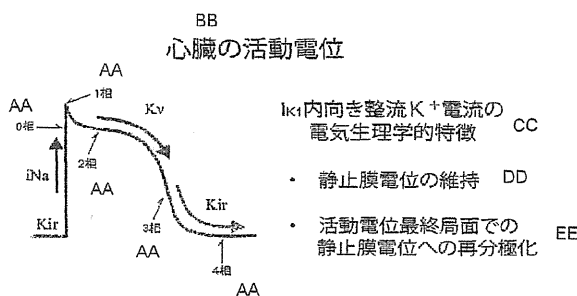 BB
心臓の活動電位
AA
1相
AA
0相
Kv
2相
iNa
AA
Kir
Kir
3相
AA
4相
AA
IK1内向き整流K+電流の
電気生理学的特徴 CC
・ 静止膜電位の維持 DD
・ 活動電位最終局面での
静止膜電位への再分極化 EE